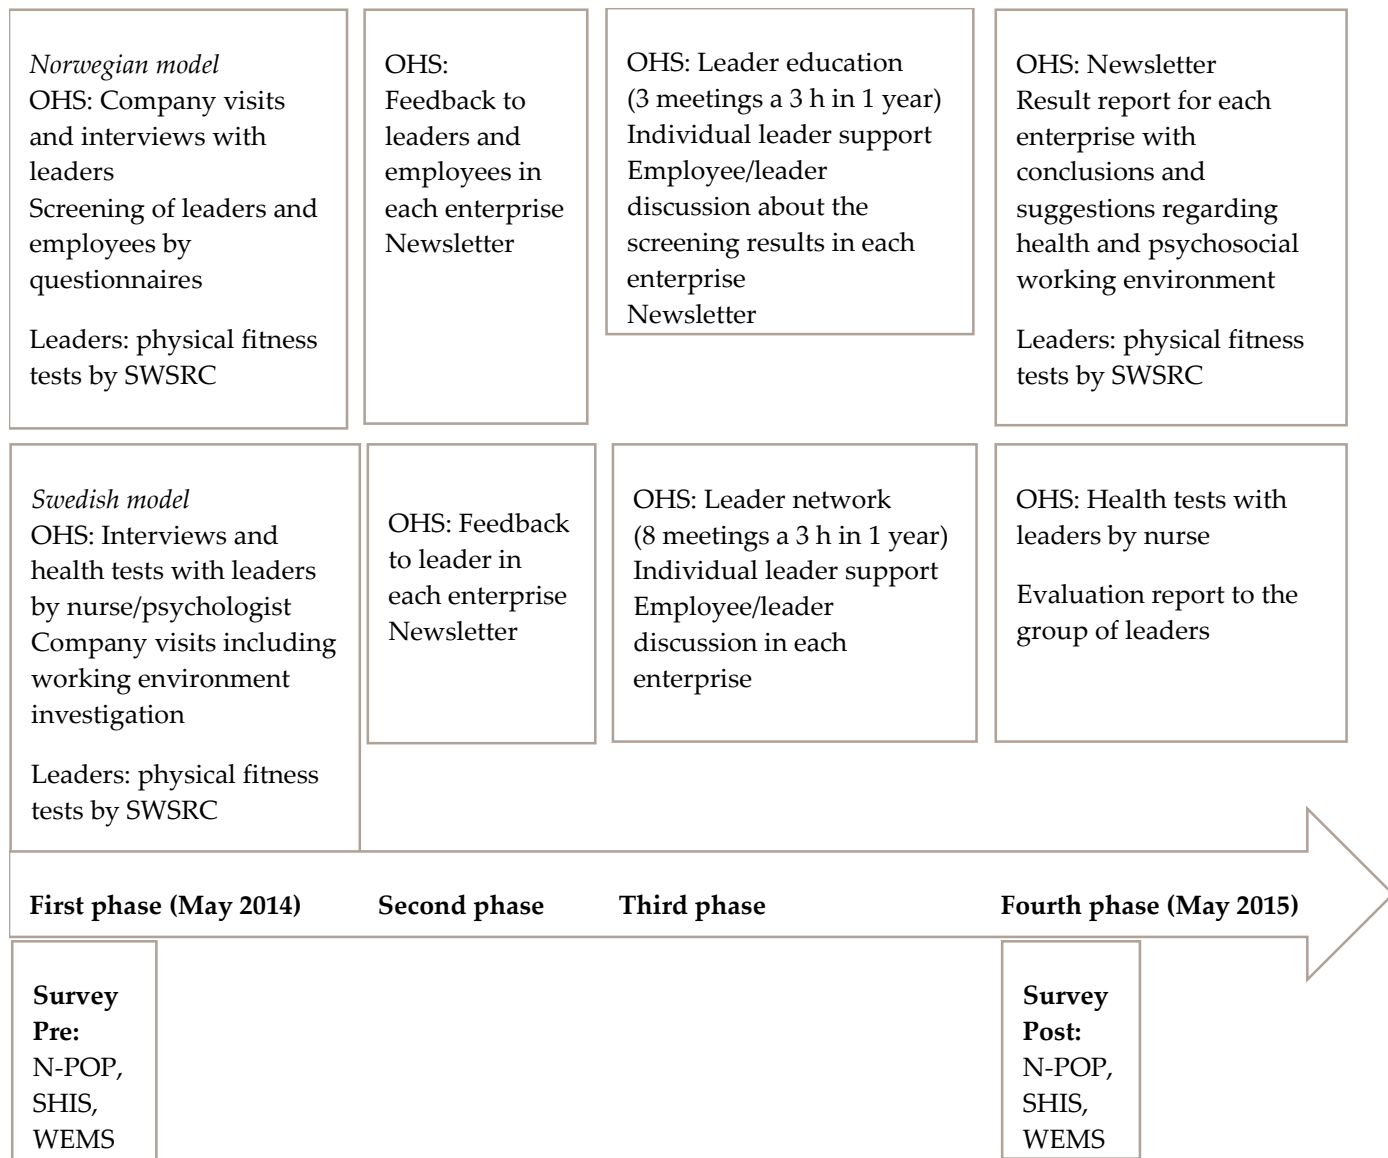 Norwegian model
OHS: Company visits
and interviews with
leaders
Screening of leaders and
employees by
questionnaires
Leaders: physical fitness
tests by SWSRC
OHS:
Feedback to
leaders and
employees in
each enterprise
Newsletter
OHS: Leader education
(3 meetings a 3 h in 1 year)
Individual leader support
Employee/leader
discussion about the
screening results in each
enterprise
Newsletter
OHS: Newsletter
Result report for each
enterprise with
conclusions and
suggestions regarding
health and psychosocial
working environment
Leaders: physical fitness
tests by SWSRC
Swedish model
OHS: Interviews and
health tests with leaders
by nurse/psychologist
Company visits including
working environment
investigation
Leaders: physical fitness
tests by SWSRC
OHS: Feedback
to leader in
each enterprise
Newsletter
OHS: Leader network
(8 meetings a 3 h in 1 year)
Individual leader support
Employee/leader
discussion in each
enterprise
OHS: Health tests with
leaders by nurse
Evaluation report to the
group of leaders
First phase (May 2014)
Second phase
Third phase
Fourth phase (May 2015)
Survey
Pre:
N-POP,
SHIS,
WEMS
Survey
Post:
N-POP,
SHIS,
WEMS